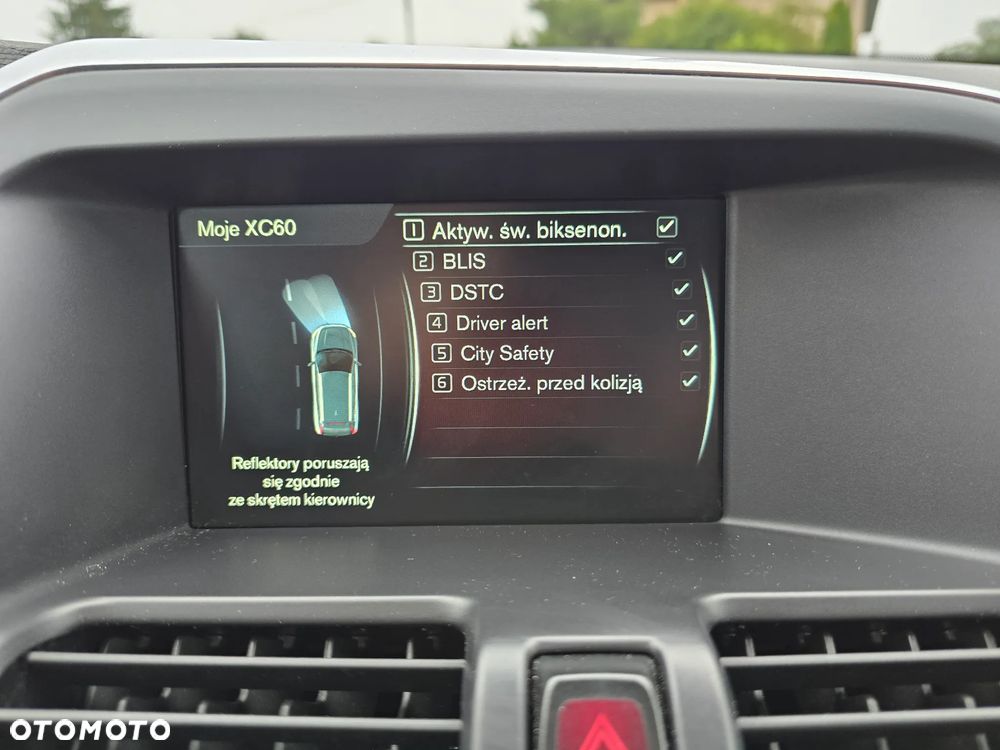 Moje XC60
1 Aktyw. św. biksenon.
2 BLIS
3 DSTC
4 Driver alert
5 City Safety
6 Ostrzeż. przed kolizją
Reflektory poruszają
się zgodnie
ze skrętem kierownicy
OTOMOTO